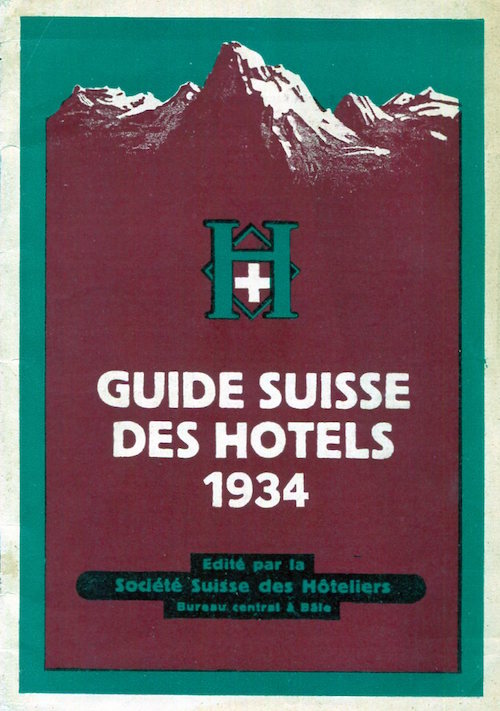 H
GUIDE SUISSE
DES HOTELS
1934
Edité par la
Société Suisse des Hôteliers
Bureau central à Bâle